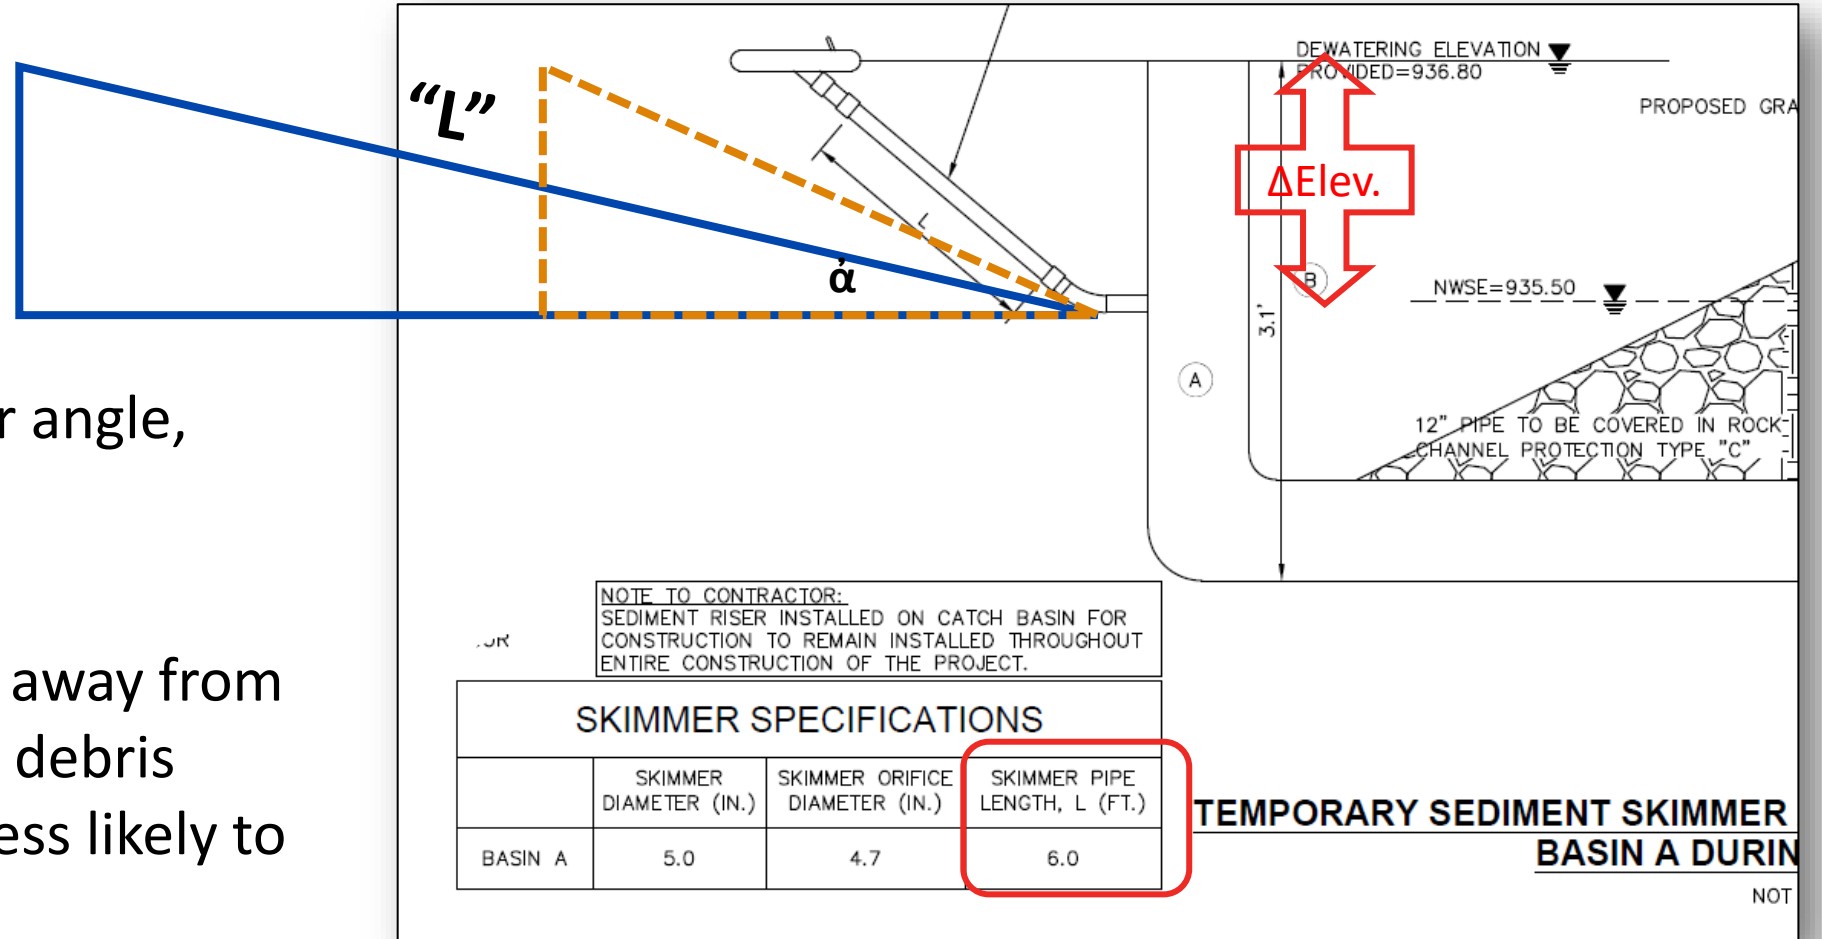 DEWATERING ELEVATION
PROVIDED=936.80
PROPOSED GRA
“L”
ΔElev.
L
ἀ
B
NWSE=935.50
3.1'
A
r angle,
12" PIPE TO BE COVERED IN ROCK
CHANNEL PROTECTION TYPE "C"
NOTE TO CONTRACTOR:
SEDIMENT RISER INSTALLED ON CATCH BASIN FOR
CONSTRUCTION TO REMAIN INSTALLED THROUGHOUT
ENTIRE CONSTRUCTION OF THE PROJECT.
away from
debris
ess likely to
SKIMMER SPECIFICATIONS
SKIMMER DIAMETER (IN.)
SKIMMER ORIFICE DIAMETER (IN.)
SKIMMER PIPE LENGTH, L (FT.)
BASIN A 5.0 4.7 6.0
TEMPORARY SEDIMENT SKIMMER
BASIN A DURIN
NOT